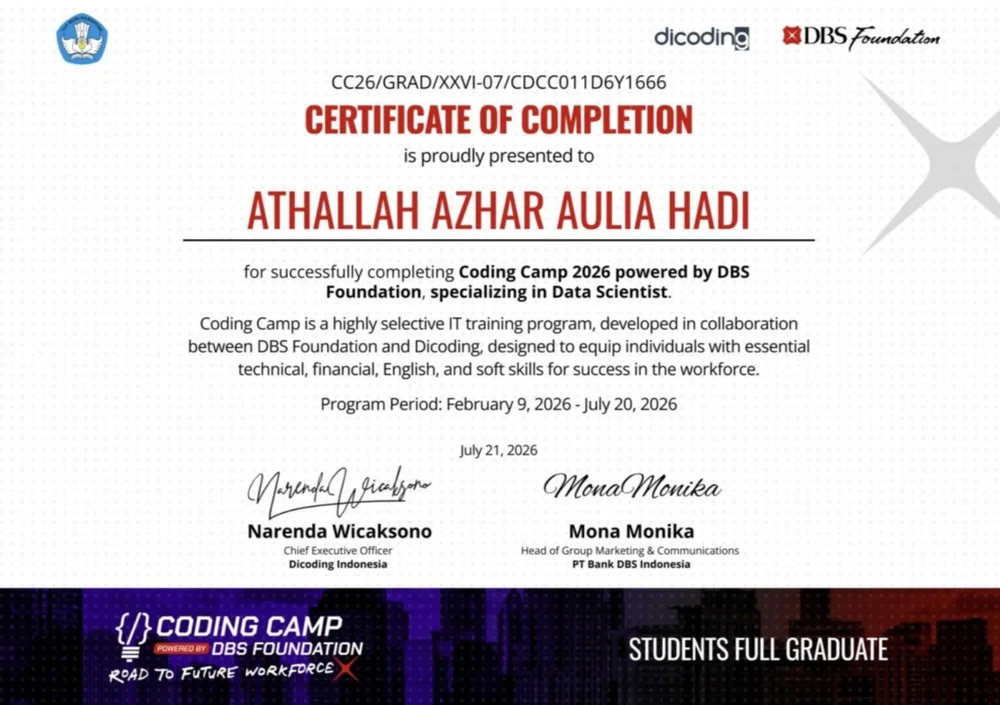 dicoding
DBS Foundation
CC26/GRAD/XXVI-07/CDCC011D6Y1666
CERTIFICATE OF COMPLETION
is proudly presented to
ATHALLAH AZHAR AULIA HADI
for successfully completing Coding Camp 2026 powered by DBS
Foundation, specializing in Data Scientist.
Coding Camp is a highly selective IT training program, developed in collaboration
between DBS Foundation and Dicoding, designed to equip individuals with essential
technical, financial, English, and soft skills for success in the workforce.
Program Period: February 9, 2026 - July 20, 2026
July 21, 2026
Narenda Wicaksono
MonaMonika
Narenda Wicaksono
Mona Monika
Chief Executive Officer
Head of Group Marketing & Communications
Dicoding Indonesia
PT Bank DBS Indonesia
CODING CAMP
POWERED BY DBS FOUNDATION
ROAD TO FUTURE WORKFORCE
STUDENTS FULL GRADUATE